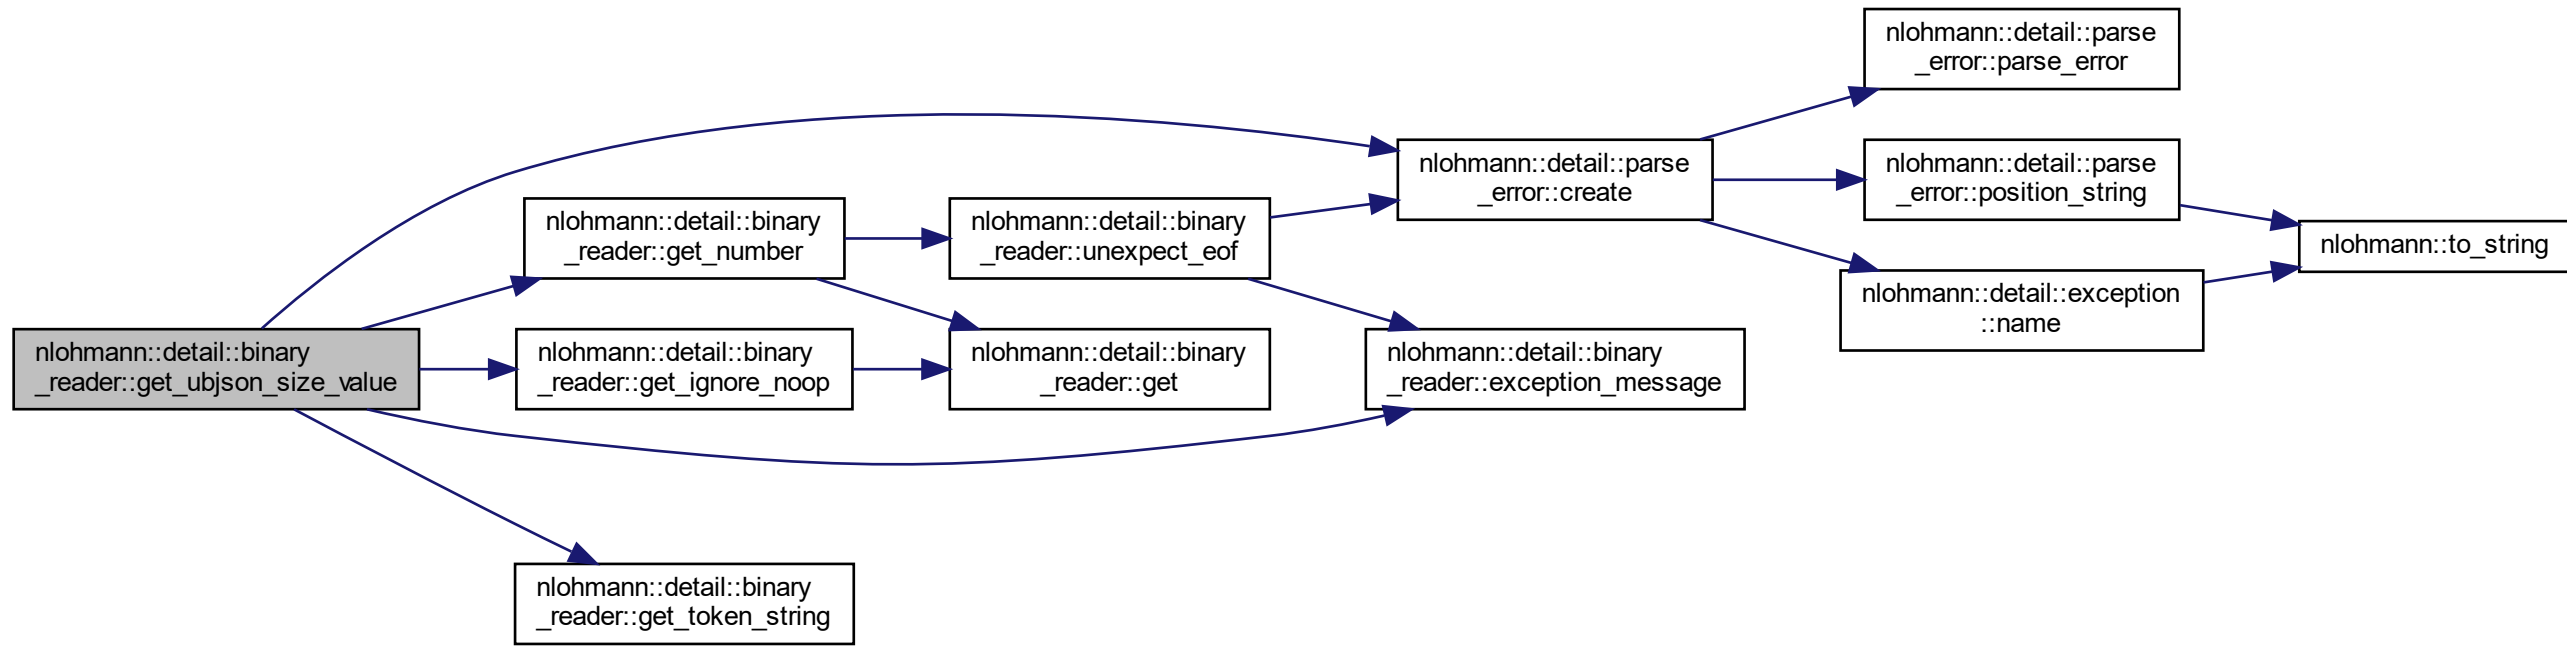 nlohmann::detail::binary
_reader::get_ubjson_size_value
nlohmann::detail::binary
_reader::get_number
nlohmann::detail::binary
_reader::get_ignore_noop
nlohmann::detail::binary
_reader::get_token_string
nlohmann::detail::binary
_reader::unexpect_eof
nlohmann::detail::binary
_reader::get
nlohmann::detail::parse
_error::create
nlohmann::detail::binary
_reader::exception_message
nlohmann::detail::parse
_error::parse_error
nlohmann::detail::parse
_error::position_string
nlohmann::detail::exception
::name
nlohmann::to_string